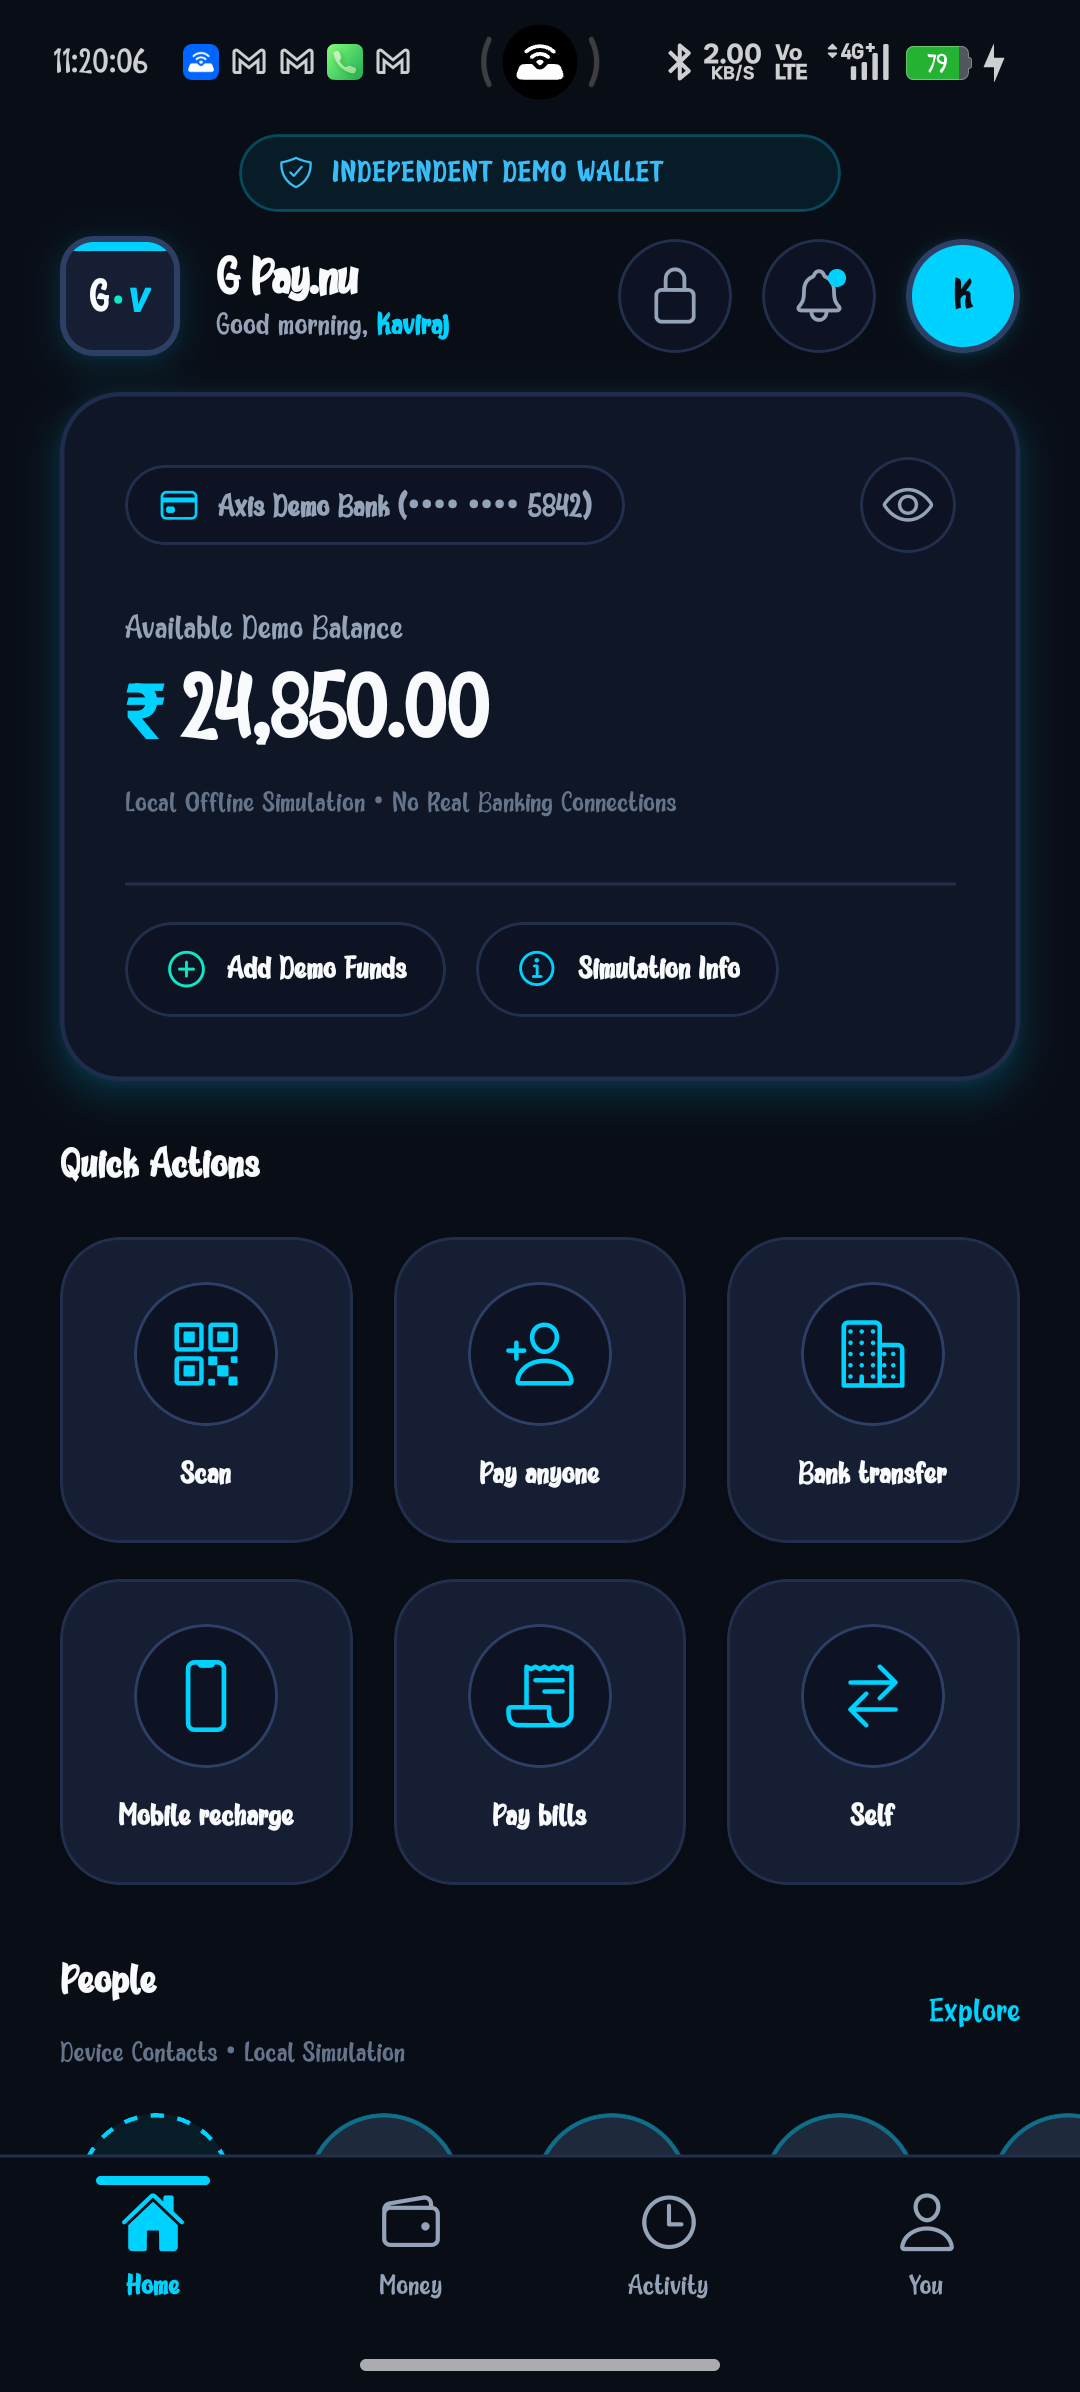 11:20:06
2.00 KB/S
Vo LTE
4G+
79
INDEPENDENT DEMO WALLET
G·v
G Pay.nu
Good morning, Kaviraj
K
Axis Demo Bank (•••• •••• 5842)
Available Demo Balance
₹ 24,850.00
Local Offline Simulation • No Real Banking Connections
Add Demo Funds
Simulation Info
Quick Actions
Scan
Pay anyone
Bank transfer
Mobile recharge
Pay bills
Self
People
Explore
Device Contacts • Local Simulation
Home
Money
Activity
You